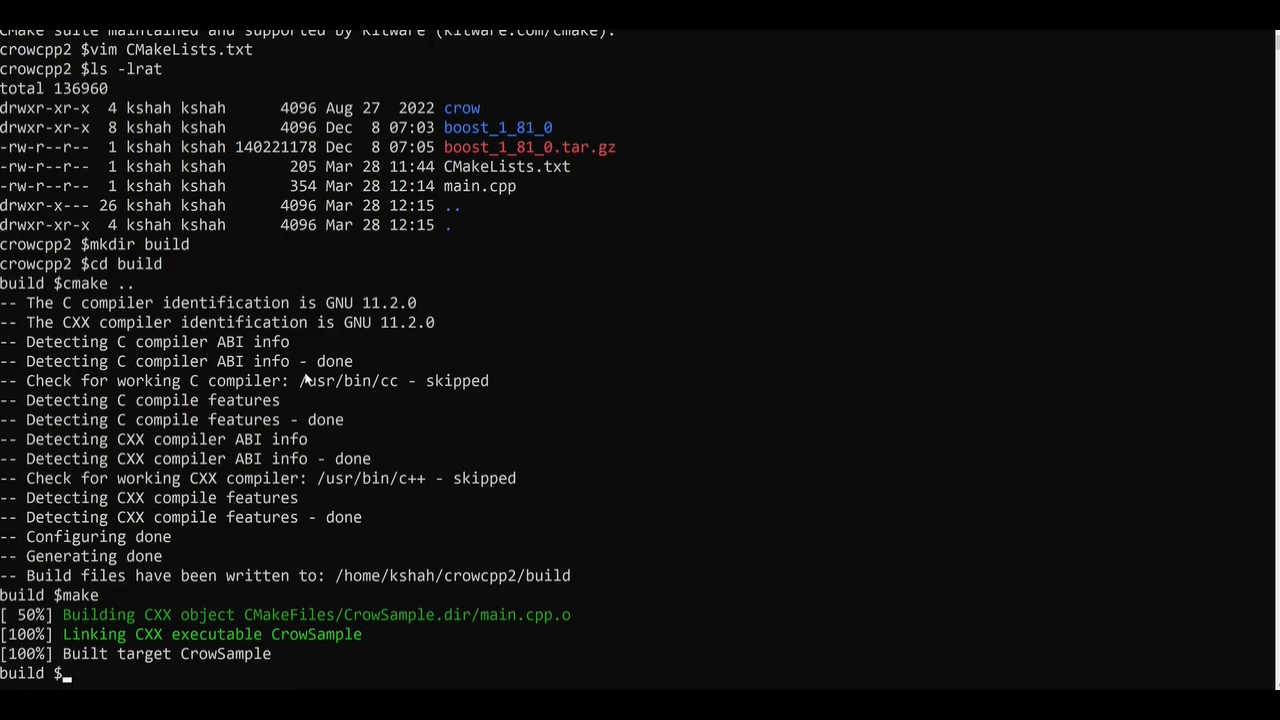 CMake suite maintained and supported by Kitware (kitware.com/cmake).
crowcpp2 $vim CMakeLists.txt
crowcpp2 $ls -lrat
total 136960
drwxr-xr-x  4 kshah kshah      4096 Aug 27  2022 crow
drwxr-xr-x  8 kshah kshah      4096 Dec  8 07:03 boost_1_81_0
-rw-r--r--  1 kshah kshah 140221178 Dec  8 07:05 boost_1_81_0.tar.gz
-rw-r--r--  1 kshah kshah       205 Mar 28 11:44 CMakeLists.txt
-rw-r--r--  1 kshah kshah       354 Mar 28 12:14 main.cpp
drwxr-x--- 26 kshah kshah      4096 Mar 28 12:15 ..
drwxr-xr-x  4 kshah kshah      4096 Mar 28 12:15 .
crowcpp2 $mkdir build
crowcpp2 $cd build
build $cmake ..
-- The C compiler identification is GNU 11.2.0
-- The CXX compiler identification is GNU 11.2.0
-- Detecting C compiler ABI info
-- Detecting C compiler ABI info - done
-- Check for working C compiler: /usr/bin/cc - skipped
-- Detecting C compile features
-- Detecting C compile features - done
-- Detecting CXX compiler ABI info
-- Detecting CXX compiler ABI info - done
-- Check for working CXX compiler: /usr/bin/c++ - skipped
-- Detecting CXX compile features
-- Detecting CXX compile features - done
-- Configuring done
-- Generating done
-- Build files have been written to: /home/kshah/crowcpp2/build
build $make
[ 50%] Building CXX object CMakeFiles/CrowSample.dir/main.cpp.o
[100%] Linking CXX executable CrowSample
[100%] Built target CrowSample
build $